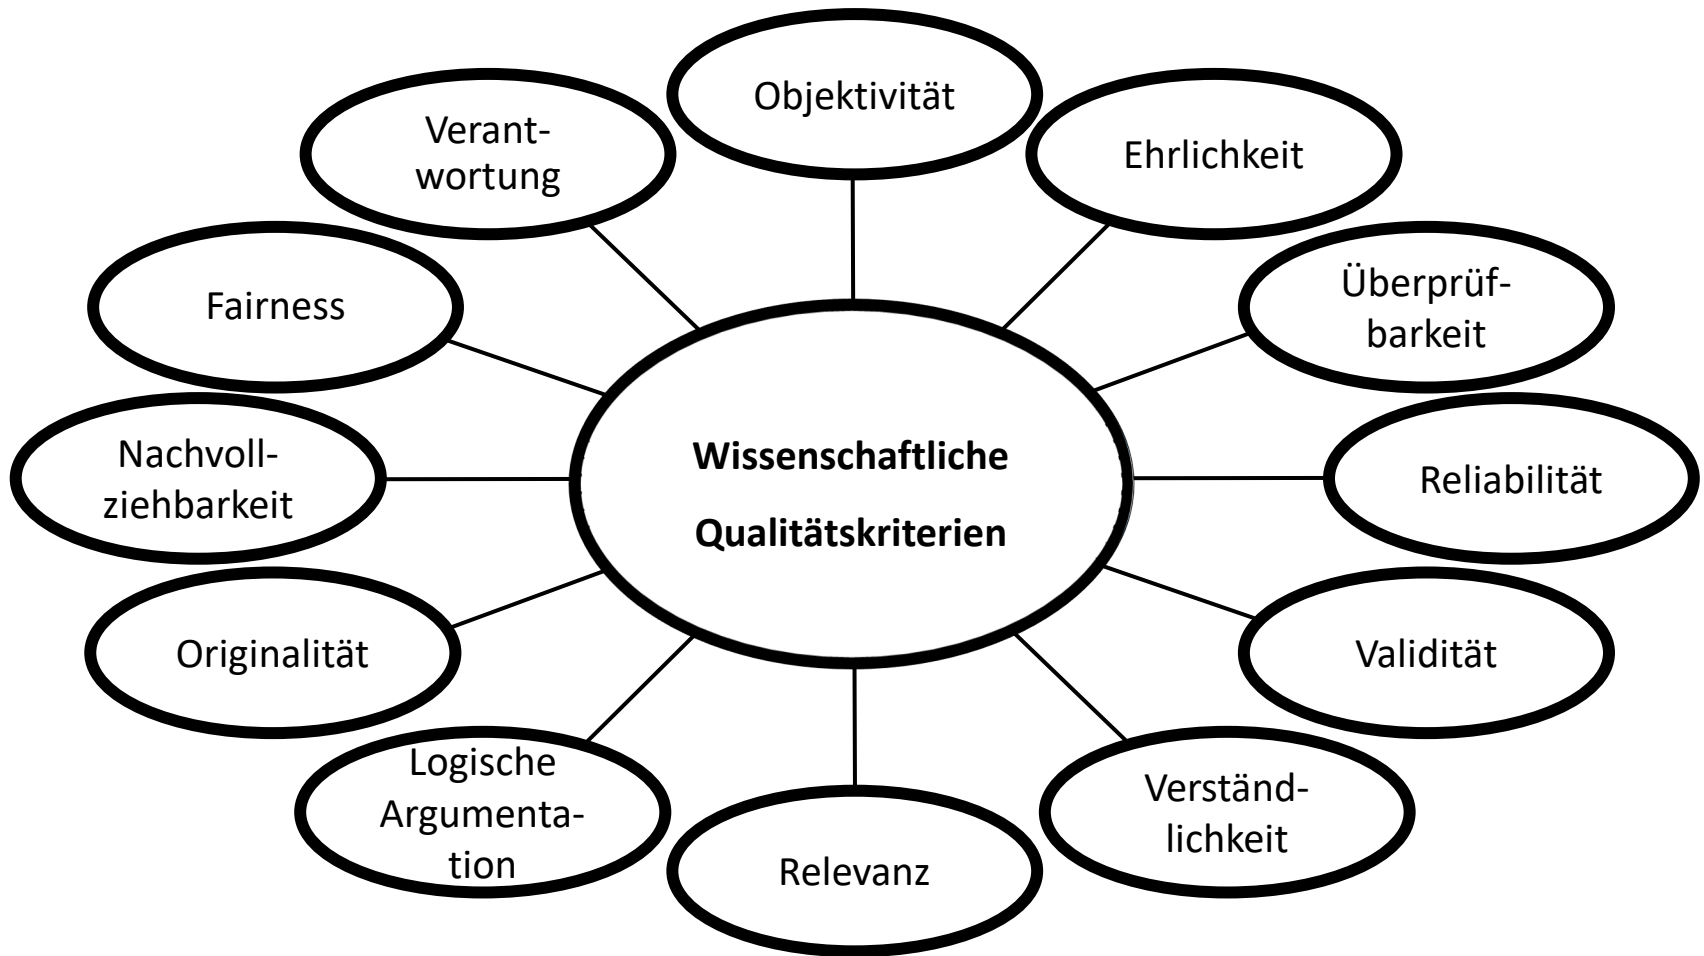 Objektivität
Ehrlichkeit
Überprüf-
barkeit
Reliabilität
Validität
Verständ-
lichkeit
Relevanz
Logische
Argumenta-
tion
Originalität
Nachvoll-
ziehbarkeit
Fairness
Verant-
wortung
Wissenschaftliche
Qualitätskriterien